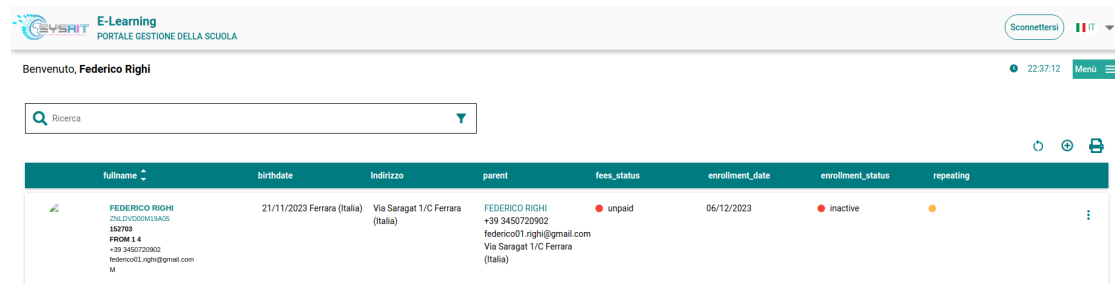 SYSAIT
E-Learning
PORTALE GESTIONE DELLA SCUOLA
Sconnettersi
IT
Benvenuto, Federico Righi
22:37:12
Menù
Ricerca
fullname birthdate Indirizzo parent fees_status enrollment_date enrollment_status repeating
FEDERICO RIGHI
ZNLDVD00M19A05
152703
FROM 1 4
+39 3450720902
federico01.righi@gmail.com
M
21/11/2023 Ferrara (Italia)
Via Saragat 1/C Ferrara
(Italia)
FEDERICO RIGHI
+39 3450720902
federico01.righi@gmail.com
Via Saragat 1/C Ferrara
(Italia)
unpaid
06/12/2023
inactive